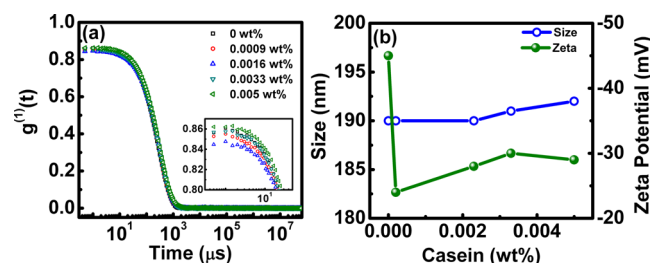 (a)
0 wt%
0.0009 wt%
0.0016 wt%
0.0033 wt%
0.005 wt%
1.0
0.8
0.6
0.4
0.2
0.0
g⁽¹⁾(t)
0.86
0.84
0.82
0.80
10¹
10¹ 10³ 10⁵ 10⁷
Time (μs)
(b)
Size
Zeta
200
195
190
185
180
Size (nm)
-50
-40
-30
-20
Zeta Potential (mV)
0.000 0.002 0.004
Casein (wt%)